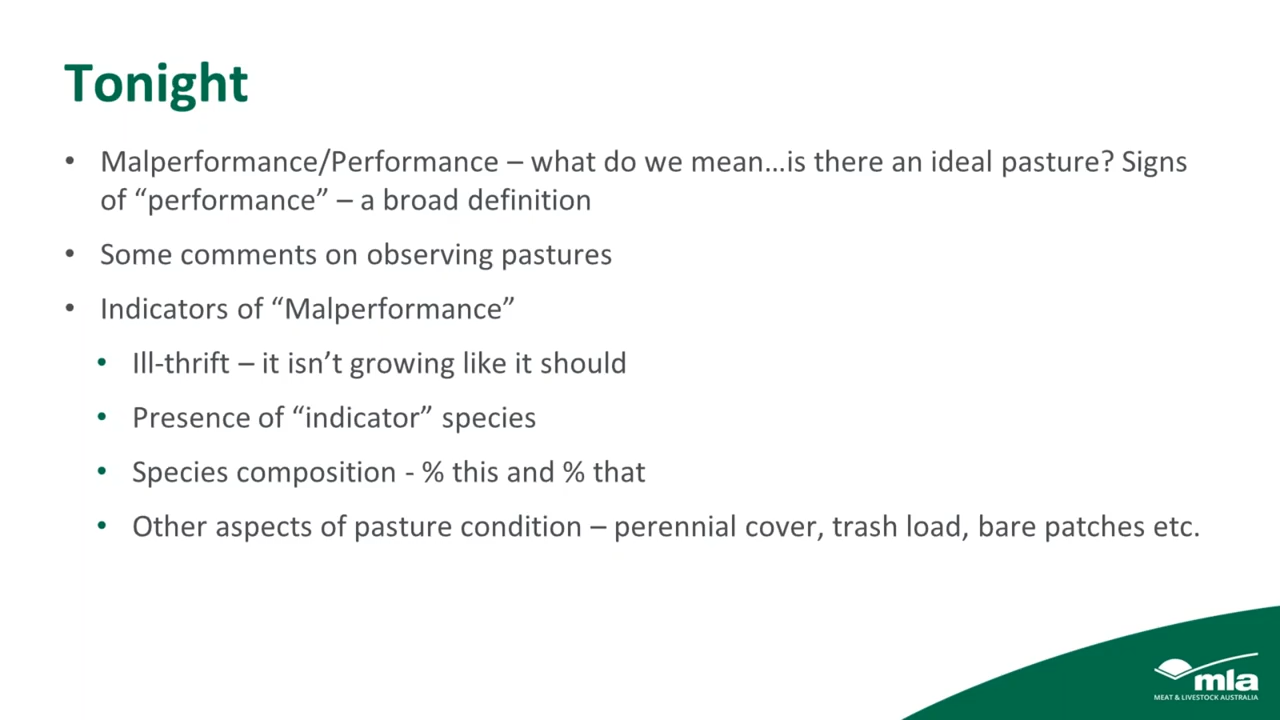 Tonight
• Malperformance/Performance – what do we mean...is there an ideal pasture? Signs
of “performance” – a broad definition
• Some comments on observing pastures
• Indicators of “Malperformance”
• Ill-thrift – it isn’t growing like it should
• Presence of “indicator” species
• Species composition - % this and % that
• Other aspects of pasture condition – perennial cover, trash load, bare patches etc.
mla
MEAT & LIVESTOCK AUSTRALIA